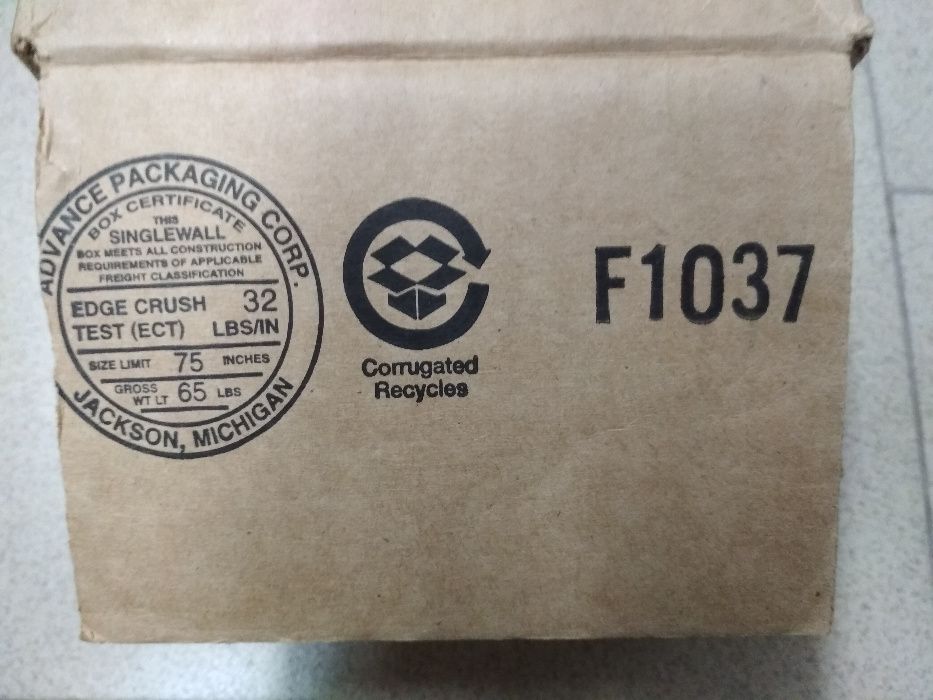 ADVANCE PACKAGING CORP.
BOX CERTIFICATE
THIS
SINGLEWALL
BOX MEETS ALL CONSTRUCTION
REQUIREMENTS OF APPLICABLE
FREIGHT CLASSIFICATION
EDGE CRUSH 32
TEST (ECT) LBS/IN
SIZE LIMIT 75 INCHES
GROSS
WT LT 65 LBS
JACKSON, MICHIGAN
Corrugated
Recycles
F1037